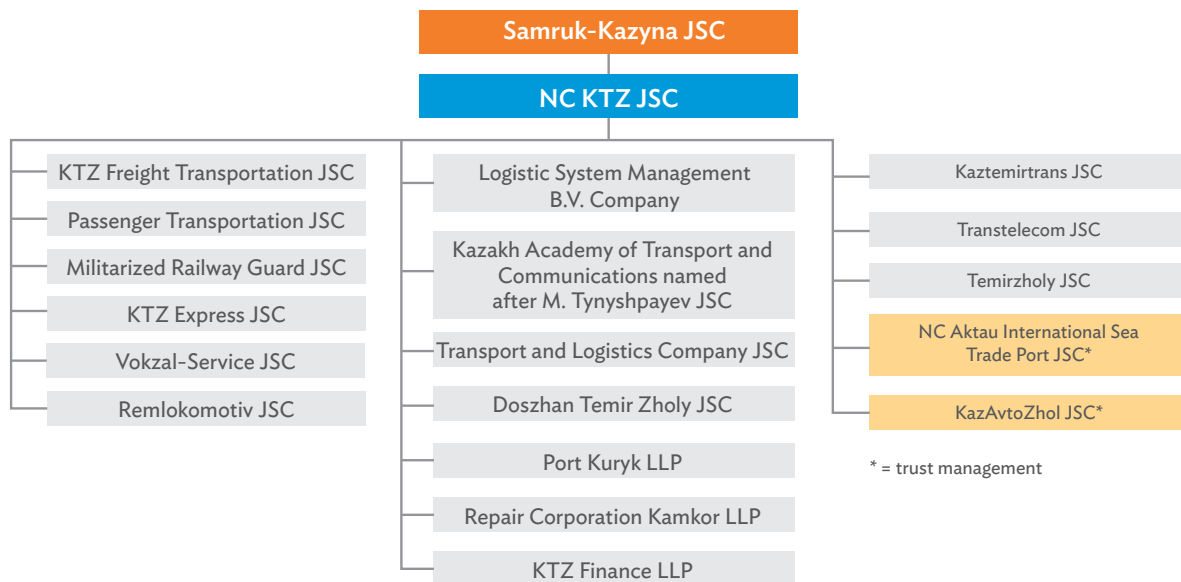 Samruk-Kazyna JSC
NC KTZ JSC
KTZ Freight Transportation JSC
Passenger Transportation JSC
Militarized Railway Guard JSC
KTZ Express JSC
Vokzal-Service JSC
Remlokomotiv JSC
Logistic System Management
B.V. Company
Kazakh Academy of Transport and
Communications named
after M. Tynyshpayev JSC
Transport and Logistics Company JSC
Doszhan Temir Zholy JSC
Port Kuryk LLP
Repair Corporation Kamkor LLP
KTZ Finance LLP
Kaztemirtrans JSC
Transtelecom JSC
Temirzholy JSC
NC Aktau International Sea
Trade Port JSC*
KazAvtoZhol JSC*
* = trust management